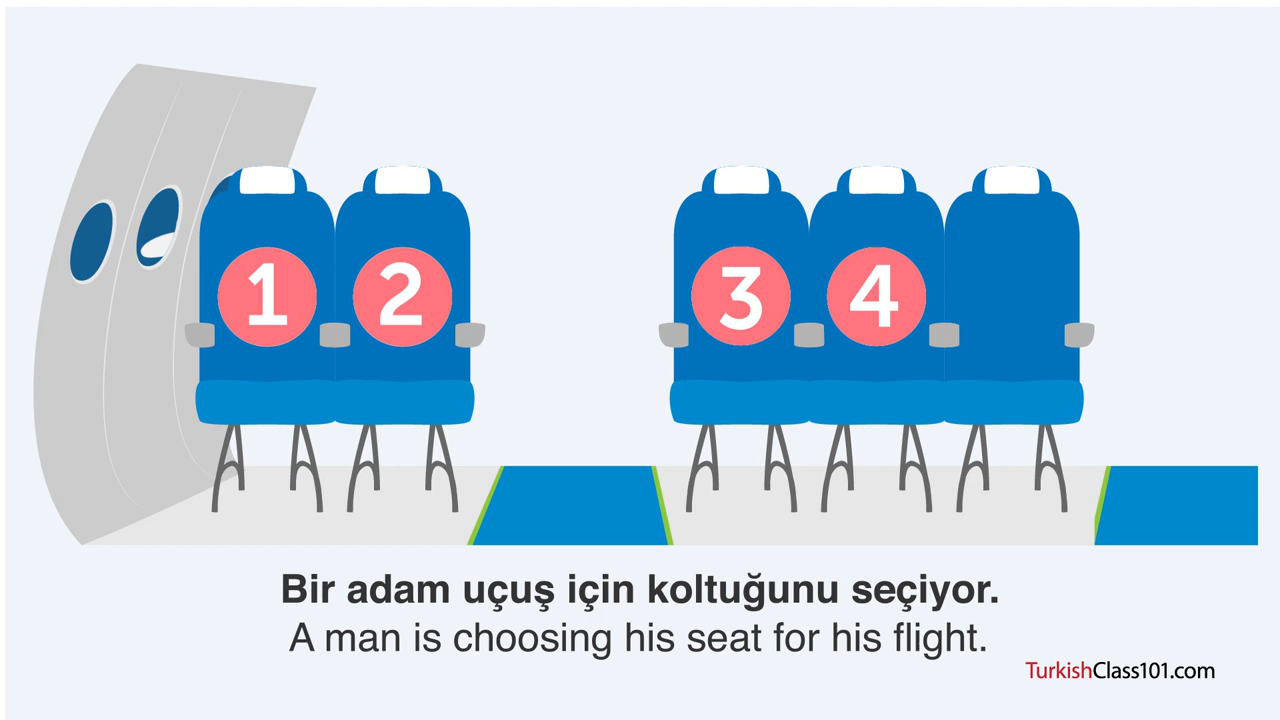 1 2 3 4
Bir adam uçuş için koltuğunu seçiyor.
A man is choosing his seat for his flight.
TurkishClass101.com